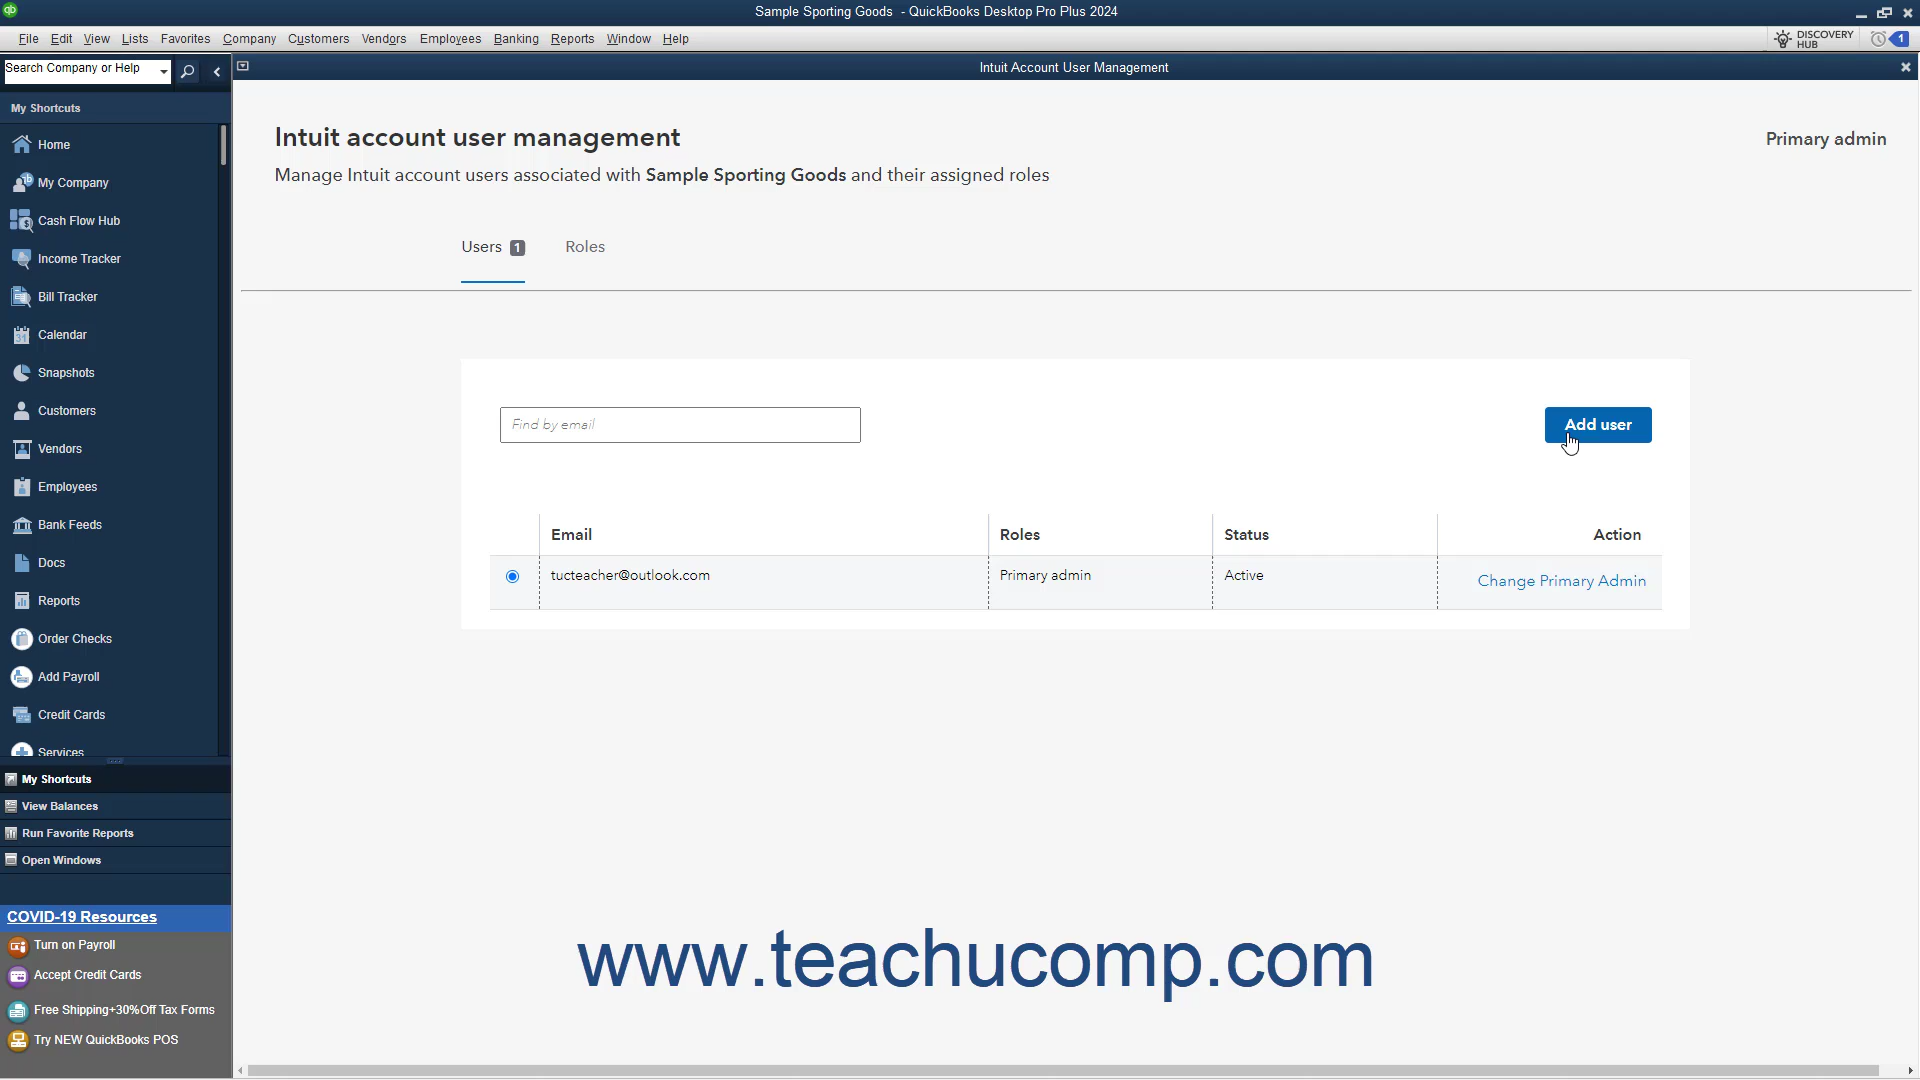 Sample Sporting Goods - QuickBooks Desktop Pro Plus 2024
File Edit View Lists Favorites Company Customers Vendors Employees Banking Reports Window Help
DISCOVERY HUB
1
Search Company or Help
Intuit Account User Management
My Shortcuts
Home
My Company
Cash Flow Hub
Income Tracker
Bill Tracker
Calendar
Snapshots
Customers
Vendors
Employees
Bank Feeds
Docs
Reports
Order Checks
Add Payroll
Credit Cards
Services
My Shortcuts
View Balances
Run Favorite Reports
Open Windows
COVID-19 Resources
Turn on Payroll
Accept Credit Cards
Free Shipping+30%Off Tax Forms
Try NEW QuickBooks POS
Intuit account user management
Primary admin
Manage Intuit account users associated with Sample Sporting Goods and their assigned roles
Users 1 Roles
Find by email
Add user
Email Roles Status Action
tucteacher@outlook.com Primary admin Active Change Primary Admin
www.teachucomp.com